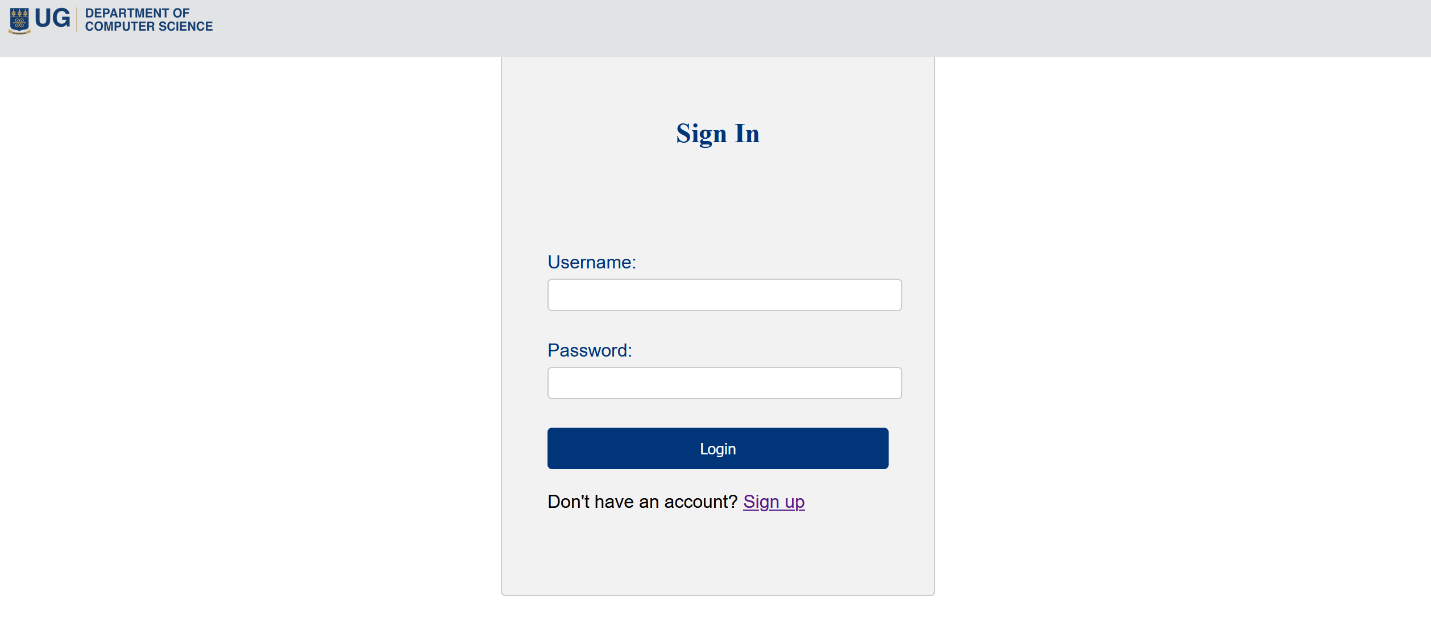 UG
DEPARTMENT OF
COMPUTER SCIENCE
Sign In
Username:
Password:
Login
Don't have an account? Sign up